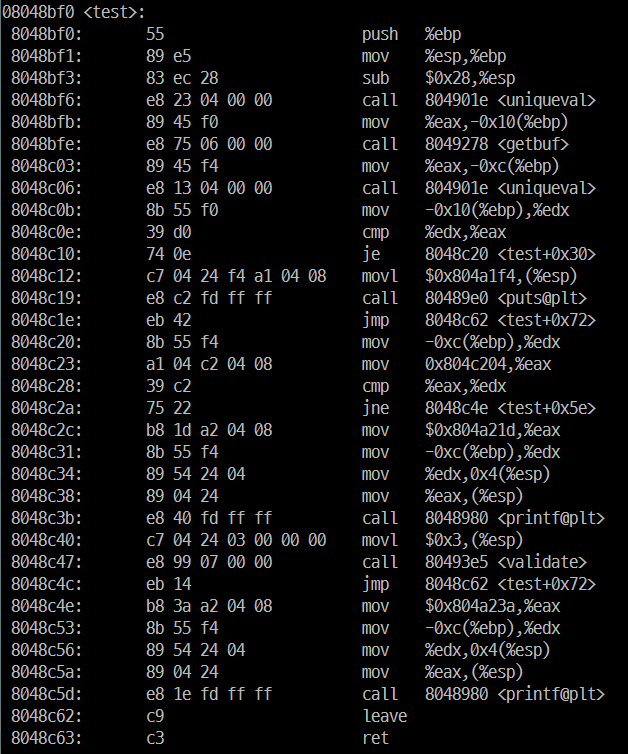 08048bf0 <test>:
8048bf0: 55 push %ebp
8048bf1: 89 e5 mov %esp,%ebp
8048bf3: 83 ec 28 sub $0x28,%esp
8048bf6: e8 23 04 00 00 call 804901e <uniqueval>
8048bfb: 89 45 f0 mov %eax,-0x10(%ebp)
8048bfe: e8 75 06 00 00 call 8049278 <getbuf>
8048c03: 89 45 f4 mov %eax,-0xc(%ebp)
8048c06: e8 13 04 00 00 call 804901e <uniqueval>
8048c0b: 8b 55 f0 mov -0x10(%ebp),%edx
8048c0e: 39 d0 cmp %edx,%eax
8048c10: 74 0e je 8048c20 <test+0x30>
8048c12: c7 04 24 f4 a1 04 08 movl $0x804a1f4,(%esp)
8048c19: e8 c2 fd ff ff call 80489e0 <puts@plt>
8048c1e: eb 42 jmp 8048c62 <test+0x72>
8048c20: 8b 55 f4 mov -0xc(%ebp),%edx
8048c23: a1 04 c2 04 08 mov 0x804c204,%eax
8048c28: 39 c2 cmp %eax,%edx
8048c2a: 75 22 jne 8048c4e <test+0x5e>
8048c2c: b8 1d a2 04 08 mov $0x804a21d,%eax
8048c31: 8b 55 f4 mov -0xc(%ebp),%edx
8048c34: 89 54 24 04 mov %edx,0x4(%esp)
8048c38: 89 04 24 mov %eax,(%esp)
8048c3b: e8 40 fd ff ff call 8048980 <printf@plt>
8048c40: c7 04 24 03 00 00 00 movl $0x3,(%esp)
8048c47: e8 99 07 00 00 call 80493e5 <validate>
8048c4c: eb 14 jmp 8048c62 <test+0x72>
8048c4e: b8 3a a2 04 08 mov $0x804a23a,%eax
8048c53: 8b 55 f4 mov -0xc(%ebp),%edx
8048c56: 89 54 24 04 mov %edx,0x4(%esp)
8048c5a: 89 04 24 mov %eax,(%esp)
8048c5d: e8 1e fd ff ff call 8048980 <printf@plt>
8048c62: c9 leave
8048c63: c3 ret